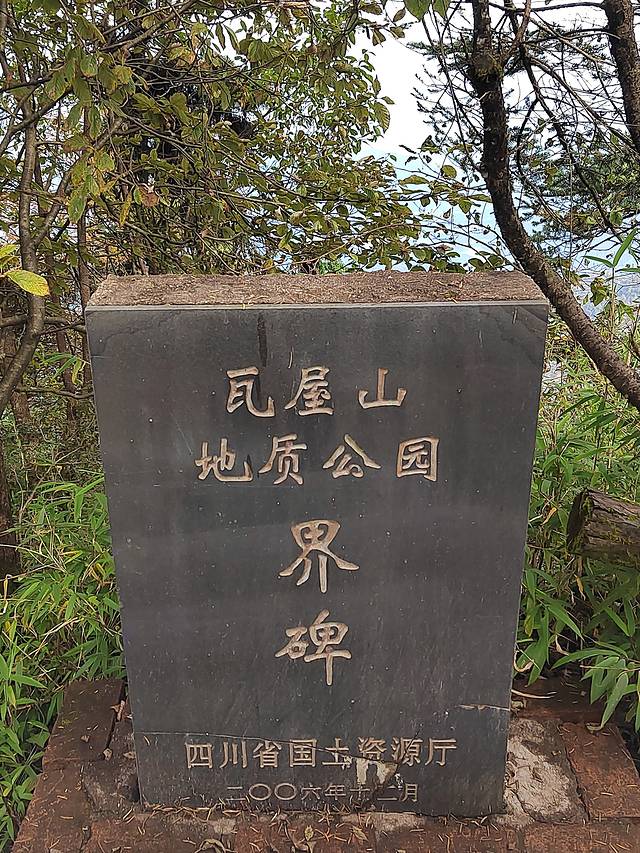 瓦屋山
地质公园
界
碑
四川省国土资源厅
二〇〇六年十二月